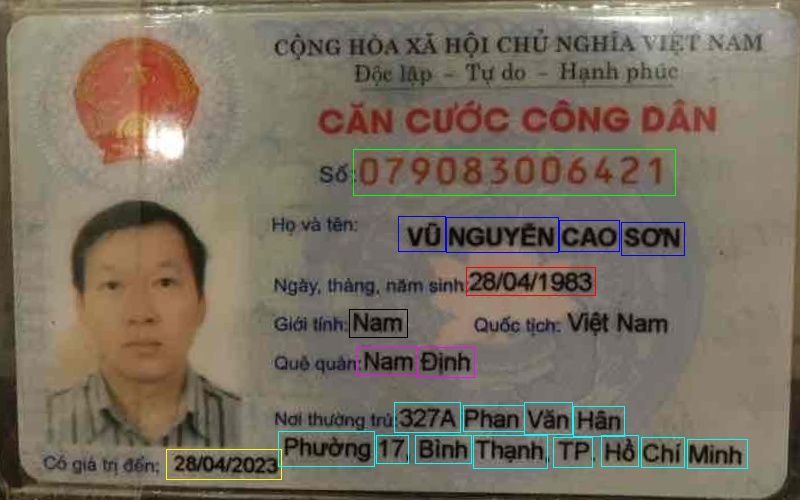 CỘNG HÒA XÃ HỘI CHỦ NGHĨA VIỆT NAM
Độc lập - Tự do - Hạnh phúc
CĂN CƯỚC CÔNG DÂN
Số: 079083006421
Họ và tên: VŨ NGUYỄN CAO SƠN
Ngày, tháng, năm sinh: 28/04/1983
Giới tính: Nam Quốc tịch: Việt Nam
Quê quán: Nam Định
Nơi thường trú: 327A Phan Văn Hân
Phường 17, Bình Thạnh, TP. Hồ Chí Minh
Có giá trị đến: 28/04/2023